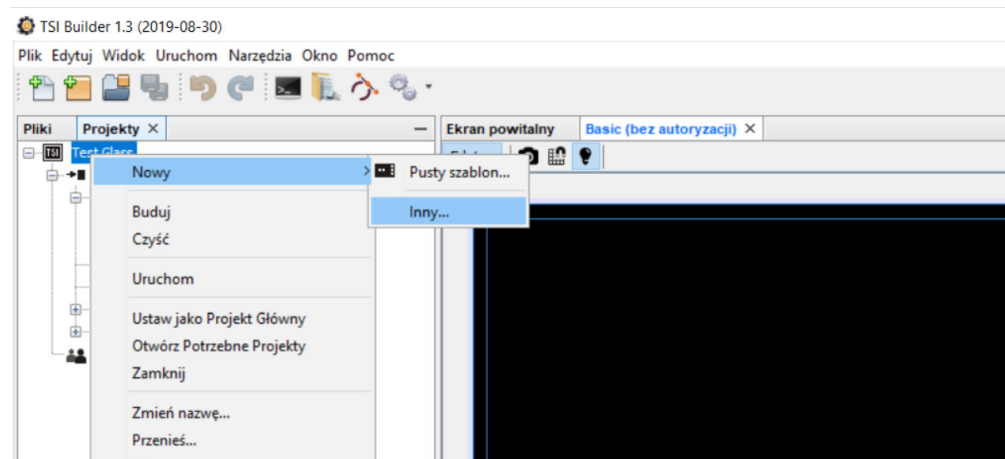 TSI Builder 1.3 (2019-08-30)
Plik Edytuj Widok Uruchom Narzędzia Okno Pomoc
Pliki Projekty Ekran powitalny Basic (bez autoryzacji)
TSI Test Glass
Nowy Pusty szablon...
Inny...
Buduj
Czyść
Uruchom
Ustaw jako Projekt Główny
Otwórz Potrzebne Projekty
Zamknij
Zmień nazwę...
Przenieś...